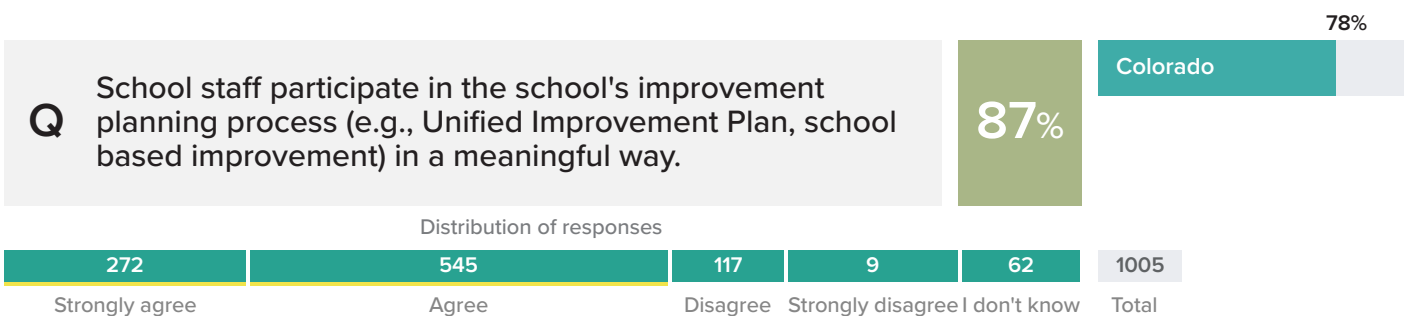 78%
Q
School staff participate in the school's improvement
planning process (e.g., Unified Improvement Plan, school
based improvement) in a meaningful way.
87%
Colorado
Distribution of responses
272 545 117 9 62 1005
Strongly agree Agree Disagree Strongly disagree I don't know Total